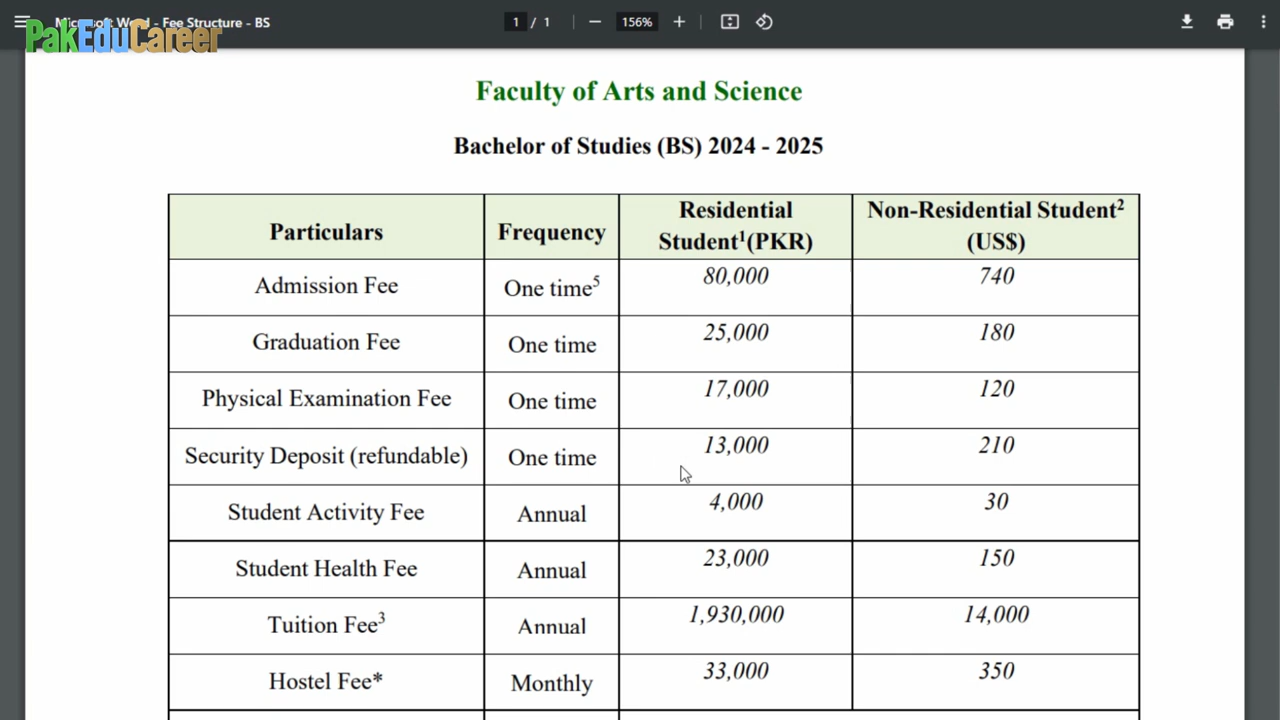 Microsoft Word - Fee Structure - BS
1 / 1
156%
PakEduCareer
Faculty of Arts and Science
Bachelor of Studies (BS) 2024 - 2025
Particulars Frequency Residential Student¹(PKR) Non-Residential Student² (US$)
Admission Fee One time⁵ 80,000 740
Graduation Fee One time 25,000 180
Physical Examination Fee One time 17,000 120
Security Deposit (refundable) One time 13,000 210
Student Activity Fee Annual 4,000 30
Student Health Fee Annual 23,000 150
Tuition Fee³ Annual 1,930,000 14,000
Hostel Fee* Monthly 33,000 350